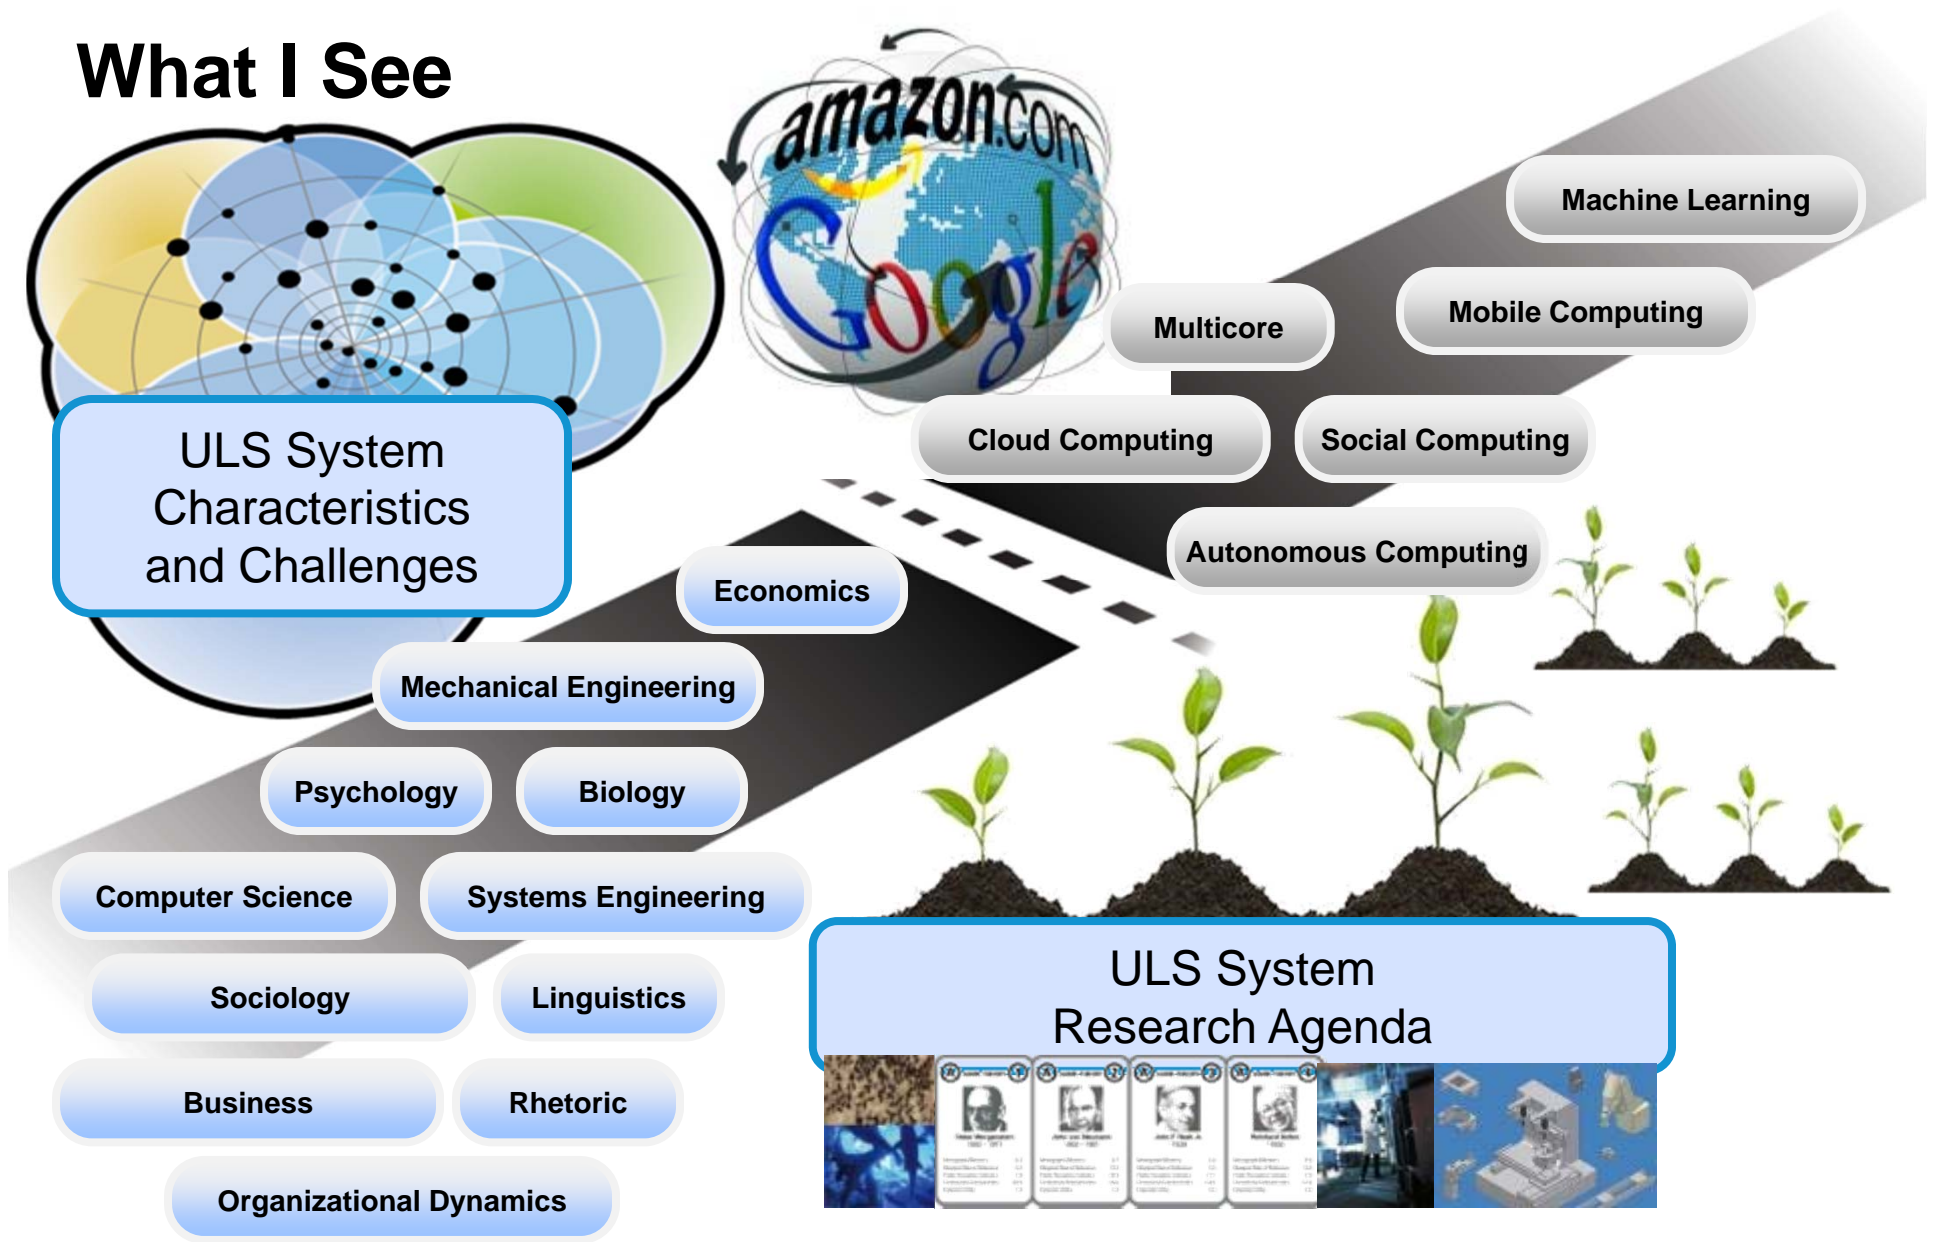 What I See
amazon.com
Google
Machine Learning
Mobile Computing
Multicore
Cloud Computing
Social Computing
Autonomous Computing
ULS System
Characteristics
and Challenges
Economics
Mechanical Engineering
Psychology
Biology
Computer Science
Systems Engineering
Sociology
Linguistics
Business
Rhetoric
Organizational Dynamics
ULS System
Research Agenda